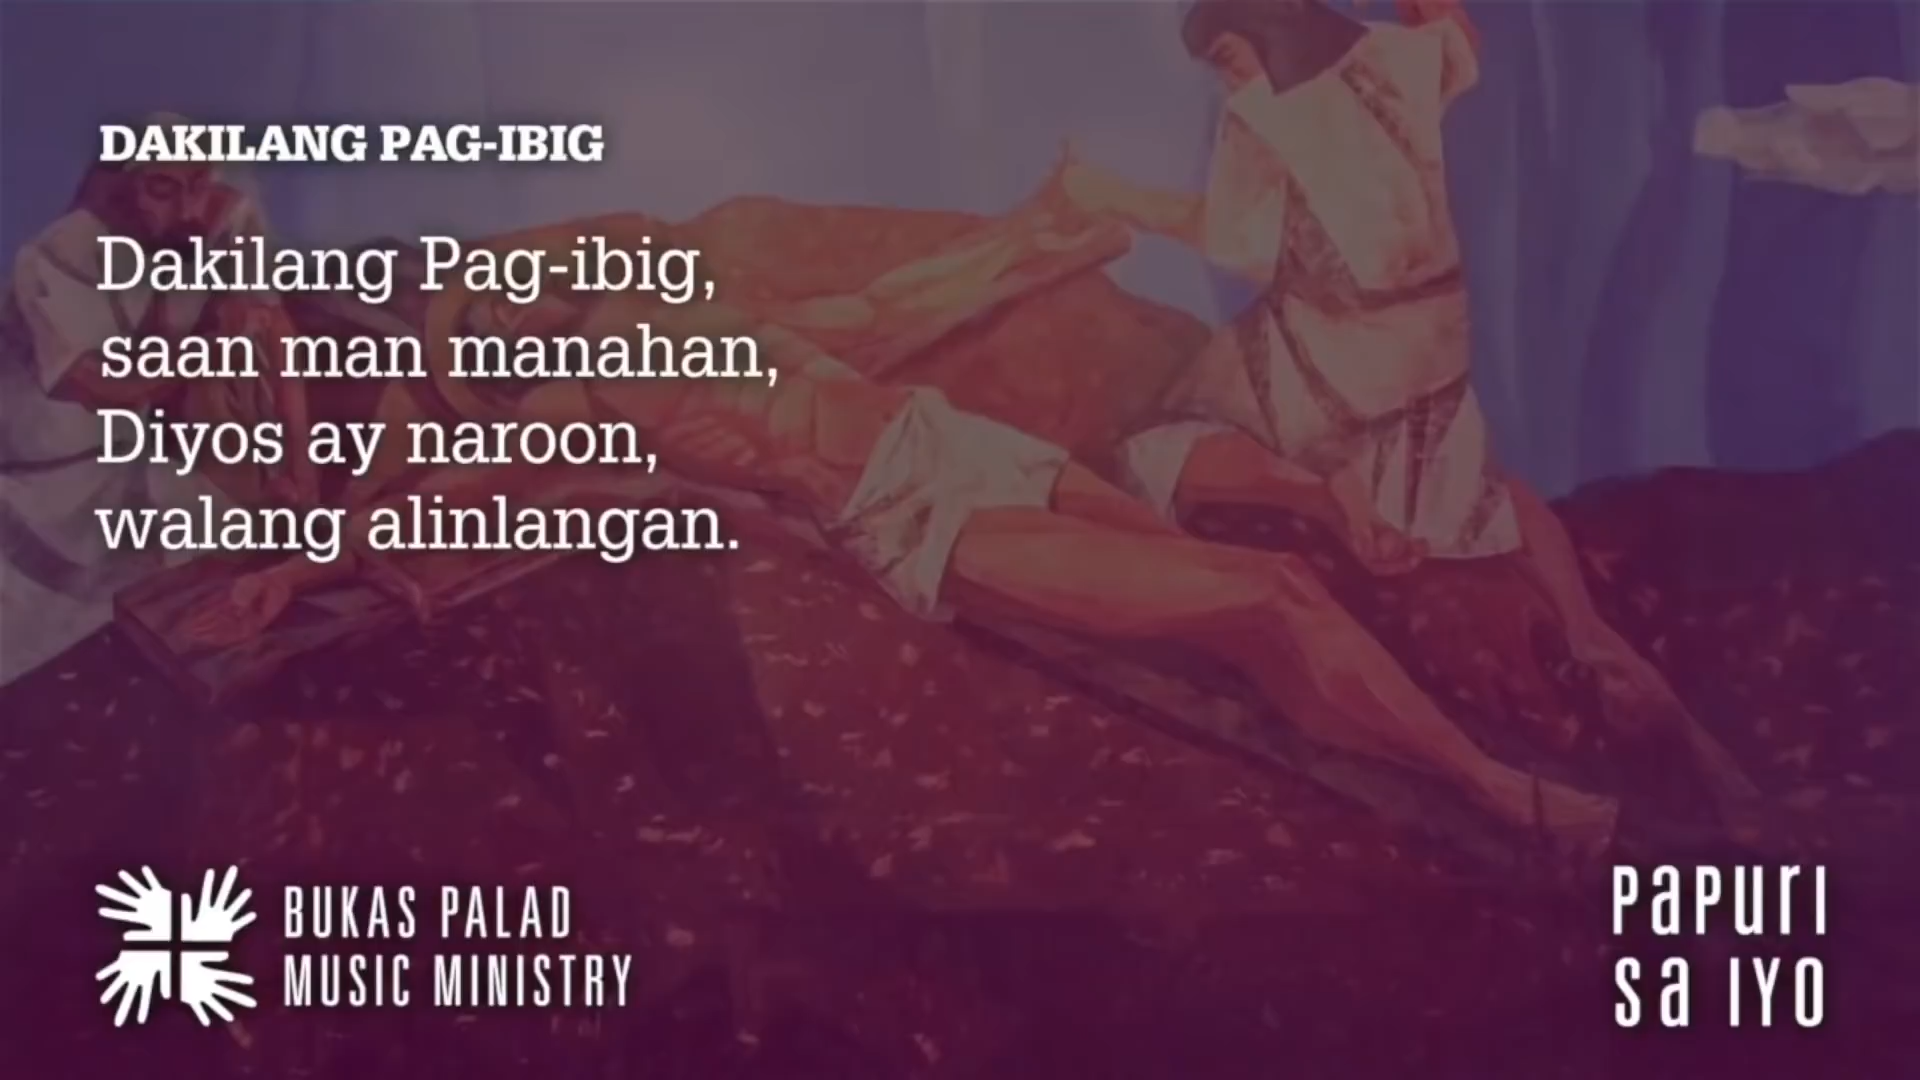 DAKILANG PAG-IBIG
Dakilang Pag-ibig,
saan man manahan,
Diyos ay naroon,
walang alinlangan.
BUKAS PALAD
MUSIC MINISTRY
PaPURI
Sa IYO